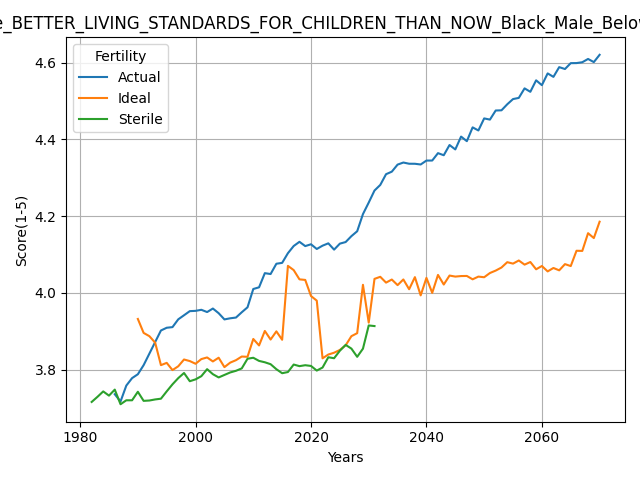 e_BETTER_LIVING_STANDARDS_FOR_CHILDREN_THAN_NOW_Black_Male_Below
Fertility
Actual
Ideal
Sterile
4.6
4.4
4.2
4.0
3.8
Score(1-5)
1980 2000 2020 2040 2060
Years